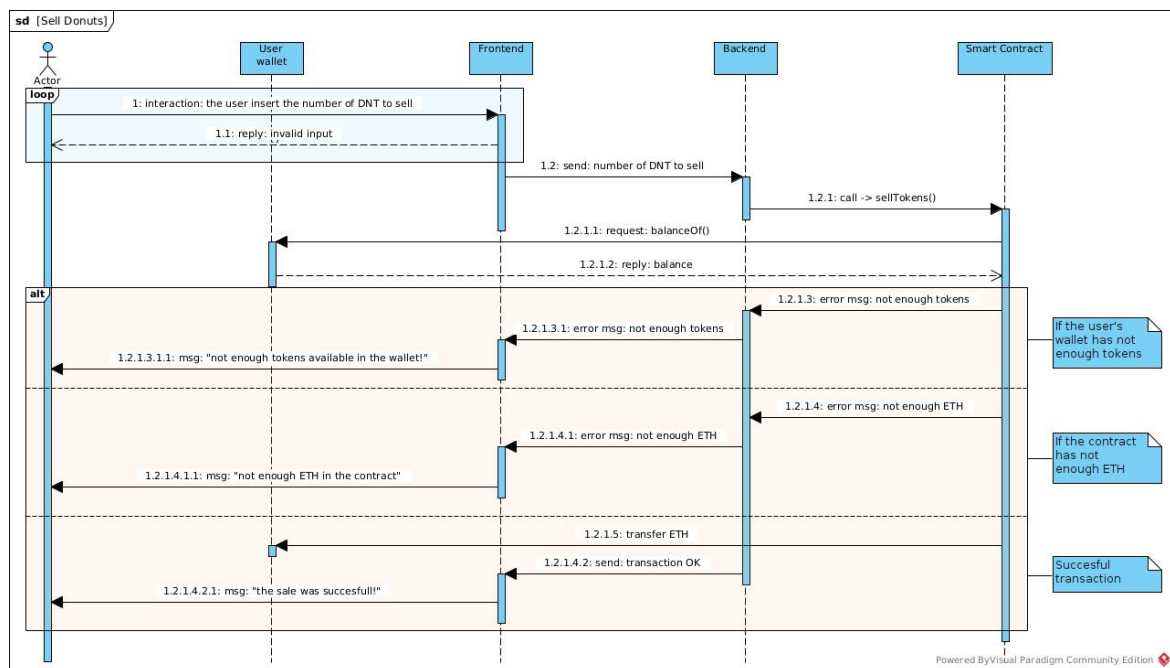 sd [Sell Donuts]
User
wallet
Frontend
Backend
Smart Contract
Actor
loop
1: interaction: the user insert the number of DNT to sell
1.1: reply: invalid input
1.2: send: number of DNT to sell
1.2.1: call -> sellTokens()
1.2.1.1: request: balanceOf()
1.2.1.2: reply: balance
alt
1.2.1.3: error msg: not enough tokens
1.2.1.3.1: error msg: not enough tokens
1.2.1.3.1.1: msg: "not enough tokens available in the wallet!"
If the user's
wallet has not
enough tokens
1.2.1.4: error msg: not enough ETH
1.2.1.4.1: error msg: not enough ETH
1.2.1.4.1.1: msg: "not enough ETH in the contract"
If the contract
has not
enough ETH
1.2.1.5: transfer ETH
1.2.1.4.2: send: transaction OK
1.2.1.4.2.1: msg: "the sale was succesfull!"
Succesful
transaction
Powered ByVisual Paradigm Community Edition